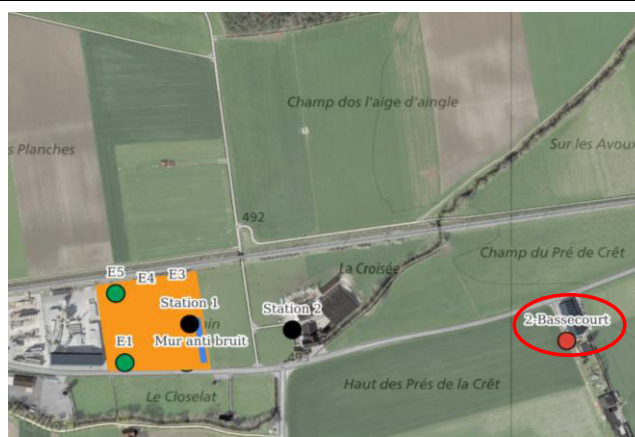 Champ dos l'aige d'aingle
s Planches
Sur les Avoux
492
Champ du Pré de Crêt
La Croisée
E5
E4
E3
Station 1
Station 2
2-Bassecourt
Mur anti bruit
E1
Haut des Prés de la Crêt
Le Closelat